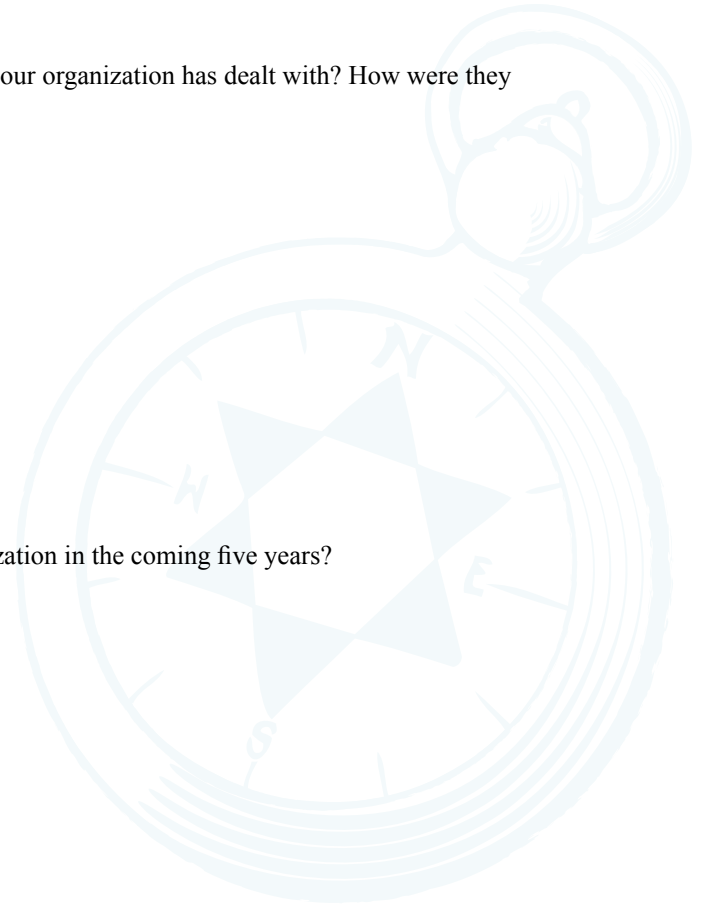 our organization has dealt with? How were they
N
W
zation in the coming five years?
E
S